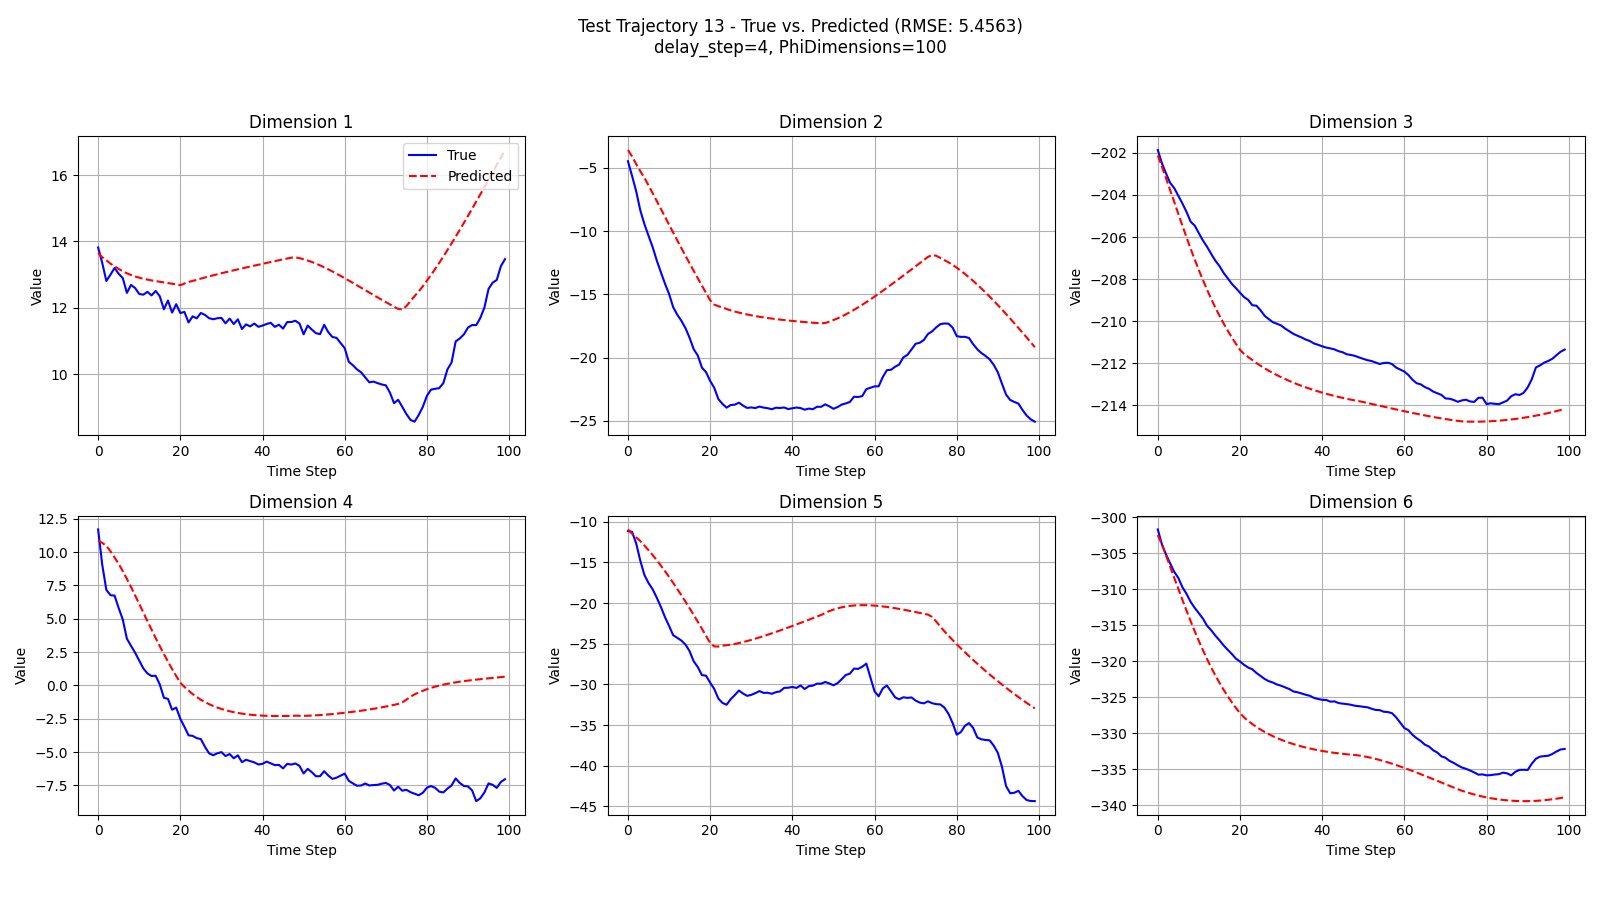 Test Trajectory 13 - True vs. Predicted (RMSE: 5.4563)
delay_step=4, PhiDimensions=100
Dimension 1
True
Predicted
16
14
12
10
Value
0 20 40 60 80 100
Time Step
Dimension 2
−5
−10
−15
−20
−25
Value
0 20 40 60 80 100
Time Step
Dimension 3
−202
−204
−206
−208
−210
−212
−214
Value
0 20 40 60 80 100
Time Step
Dimension 4
12.5
10.0
7.5
5.0
2.5
0.0
−2.5
−5.0
−7.5
Value
0 20 40 60 80 100
Time Step
Dimension 5
−10
−15
−20
−25
−30
−35
−40
−45
Value
0 20 40 60 80 100
Time Step
Dimension 6
−300
−305
−310
−315
−320
−325
−330
−335
−340
Value
0 20 40 60 80 100
Time Step